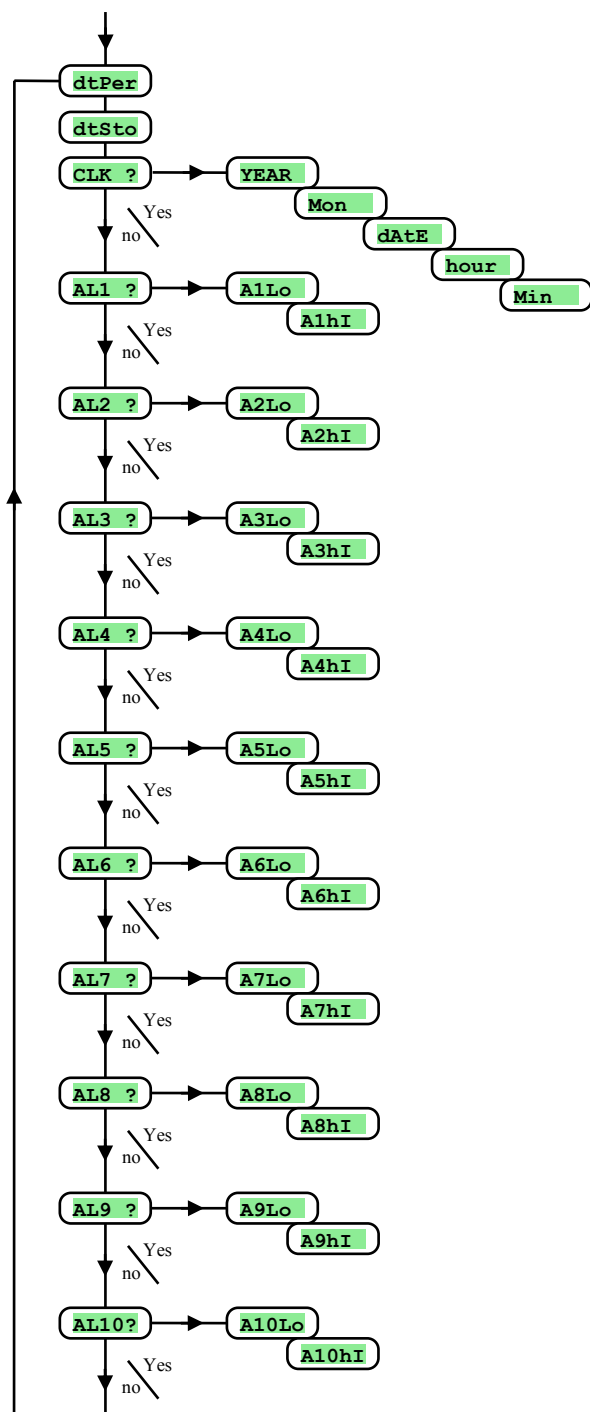 dtPer
dtSto
CLK ? YEAR
Mon
dAtE
hour
Min
Yes
no
AL1 ? A1Lo
A1hI
Yes
no
AL2 ? A2Lo
A2hI
Yes
no
AL3 ? A3Lo
A3hI
Yes
no
AL4 ? A4Lo
A4hI
Yes
no
AL5 ? A5Lo
A5hI
Yes
no
AL6 ? A6Lo
A6hI
Yes
no
AL7 ? A7Lo
A7hI
Yes
no
AL8 ? A8Lo
A8hI
Yes
no
AL9 ? A9Lo
A9hI
Yes
no
AL10? A10Lo
A10hI
Yes
no